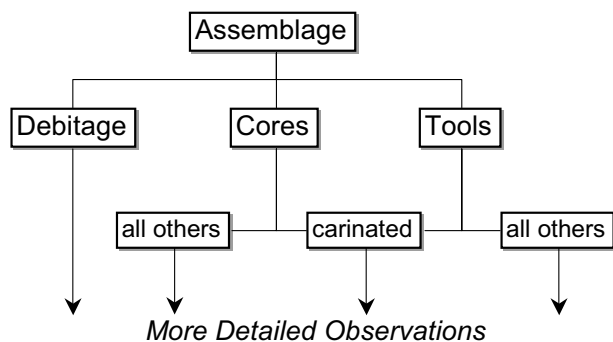 Assemblage
Debitage
Cores
Tools
all others
carinated
all others
More Detailed Observations